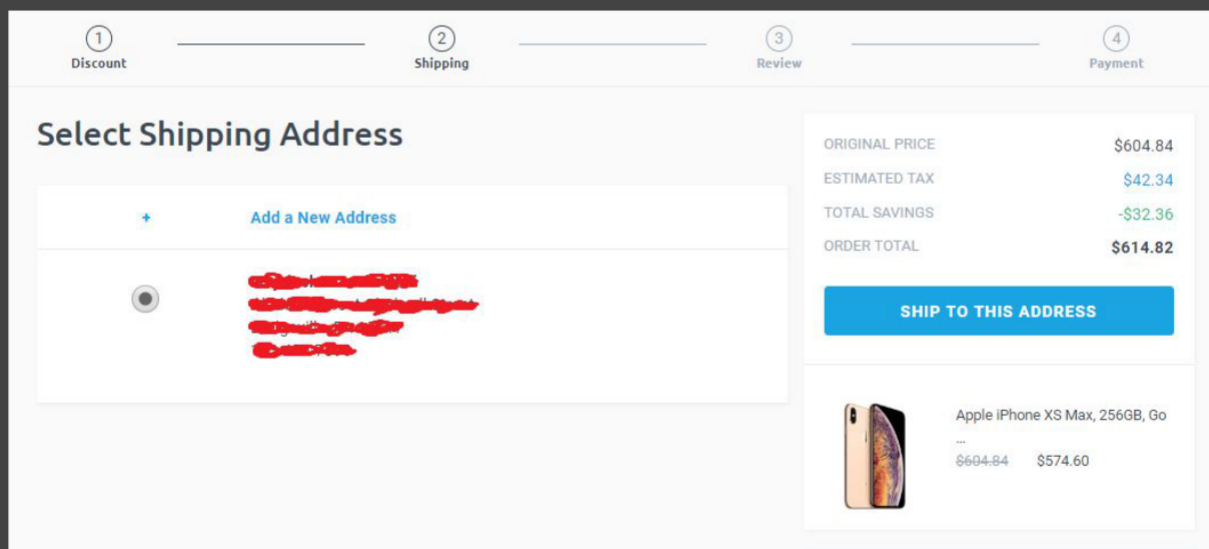 1
Discount
2
Shipping
3
Review
4
Payment
Select Shipping Address
+ Add a New Address
ORIGINAL PRICE $604.84
ESTIMATED TAX $42.34
TOTAL SAVINGS -$32.36
ORDER TOTAL $614.82
SHIP TO THIS ADDRESS
Apple iPhone XS Max, 256GB, Go
...
$604.84 $574.60